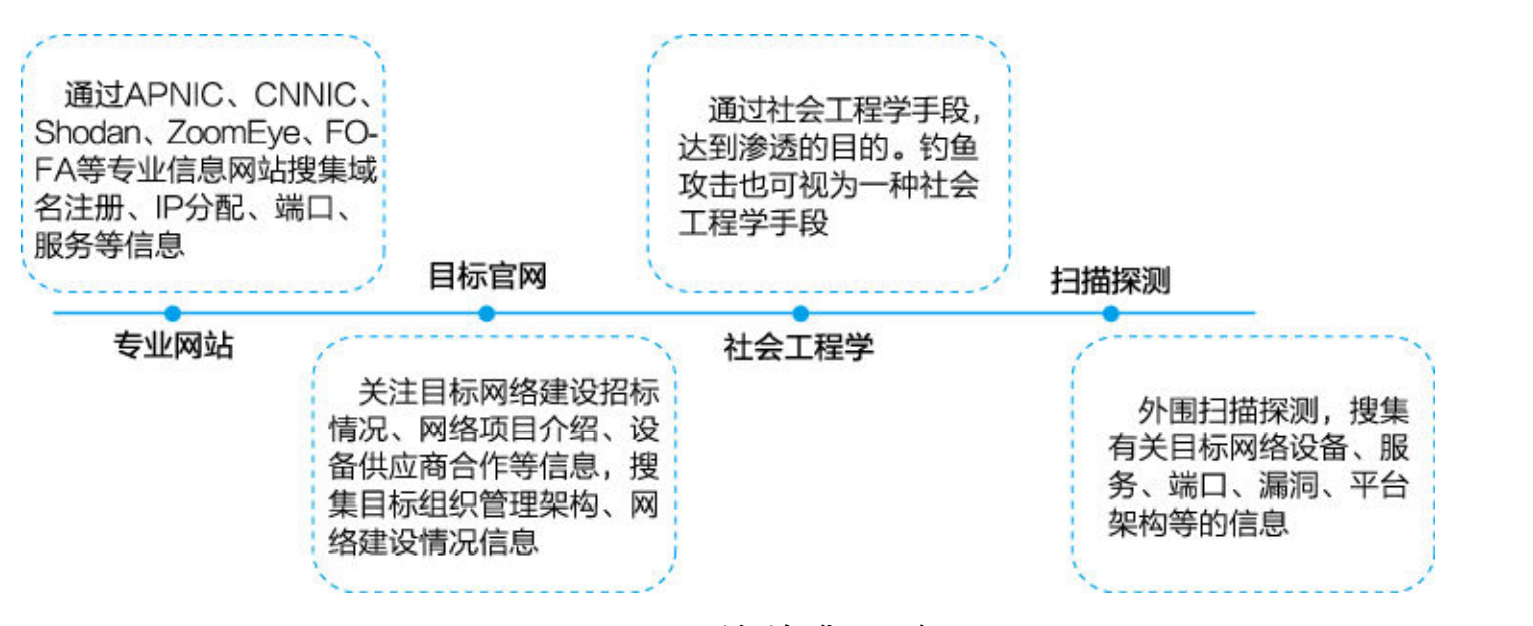 通过APNIC、CNNIC、
Shodan、ZoomEye、FO-
FA等专业信息网站搜集域
名注册、IP分配、端口、
服务等信息
专业网站
目标官网
关注目标网络建设招标
情况、网络项目介绍、设
备供应商合作等信息，搜
集目标组织管理架构、网
络建设情况信息
通过社会工程学手段，
达到渗透的目的。钓鱼
攻击也可视为一种社会
工程学手段
社会工程学
扫描探测
外围扫描探测，搜集
有关目标网络设备、服
务、端口、漏洞、平台
架构等的信息